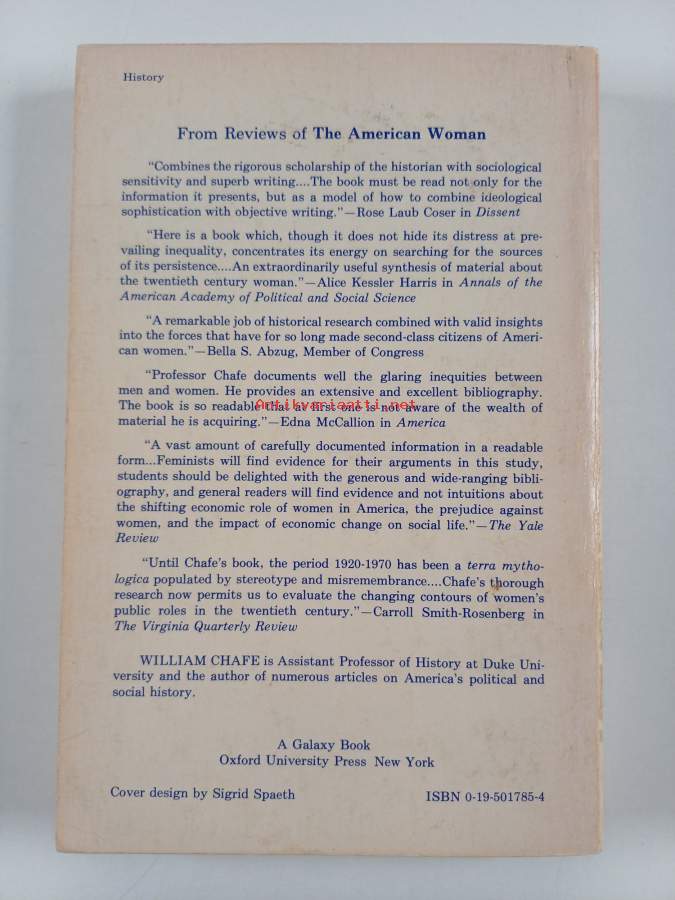 History
From Reviews of The American Woman
"Combines the rigorous scholarship of the historian with sociological
sensitivity and superb writing....The book must be read not only for the
information it presents, but as a model of how to combine ideological
sophistication with objective writing."—Rose Laub Coser in Dissent
"Here is a book which, though it does not hide its distress at pre-
vailing inequality, concentrates its energy on searching for the sources
of its persistence....An extraordinarily useful synthesis of material about
the twentieth century woman."—Alice Kessler Harris in Annals of the
American Academy of Political and Social Science
"A remarkable job of historical research combined with valid insights
into the forces that have for so long made second-class citizens of Ameri-
can women."—Bella S. Abzug, Member of Congress
"Professor Chafe documents well the glaring inequities between
men and women. He provides an extensive and excellent bibliography.
The book is so readable that at first one is not aware of the wealth of
Antikvariaatti.net
material he is acquiring."—Edna McCallion in America
"A vast amount of carefully documented information in a readable
form...Feminists will find evidence for their arguments in this study,
students should be delighted with the generous and wide-ranging bibli-
ography, and general readers will find evidence and not intuitions about
the shifting economic role of women in America, the prejudice against
women, and the impact of economic change on social life."—The Yale
Review
"Until Chafe's book, the period 1920-1970 has been a terra mytho-
logica populated by stereotype and misremembrance....Chafe's thorough
research now permits us to evaluate the changing contours of women's
public roles in the twentieth century."—Carroll Smith-Rosenberg in
The Virginia Quarterly Review
WILLIAM CHAFE is Assistant Professor of History at Duke Uni-
versity and the author of numerous articles on America's political and
social history.
A Galaxy Book
Oxford University Press New York
Cover design by Sigrid Spaeth
ISBN 0-19-501785-4